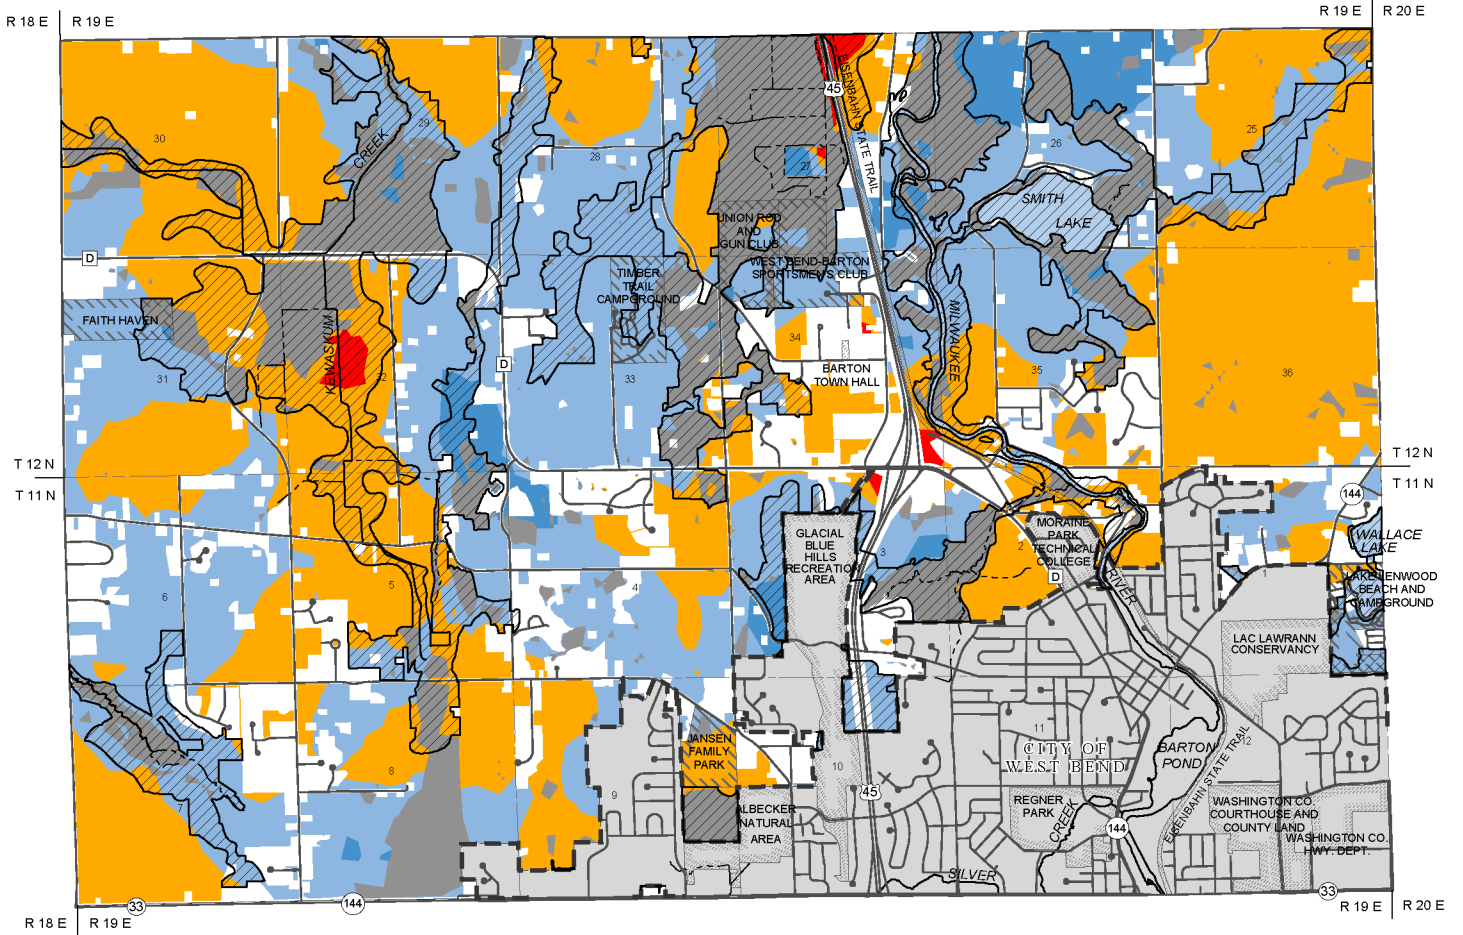 R 18 E
R 19 E
R 19 E
R 20 E
45
EISENBAHN STATE TRAIL
30
CREEK
29
28
27
26
25
SMITH
LAKE
UNION ROD
AND
GUN CLUB
D
WEST BEND-BARTON
SPORTSMEN'S CLUB
TIMBER
TRAIL
CAMPGROUND
FAITH HAVEN
KEWASKUM
MILWAUKEE
34
D
BARTON
TOWN HALL
31
32
33
35
36
T 12 N
T 11 N
T 12 N
T 11 N
144
GLACIAL
BLUE
HILLS
RECREATION
AREA
MORAINE
PARK
TECHNICAL
COLLEGE
D
WALLACE
LAKE
LAKE LENWOOD
BEACH AND
CAMPGROUND
RIVER
6
5
4
3
2
1
LAC LAWRANN
CONSERVANCY
JANSEN
FAMILY
PARK
CITY OF
WEST BEND
BARTON
POND
EISENBAHN STATE TRAIL
7
8
9
10
11
12
45
ALBECKER
NATURAL
AREA
REGNER
PARK
CREEK
144
WASHINGTON CO.
COURTHOUSE AND
COUNTY LAND
WASHINGTON CO.
HWY. DEPT.
SILVER
33
144
33
R 18 E
R 19 E
R 19 E
R 20 E